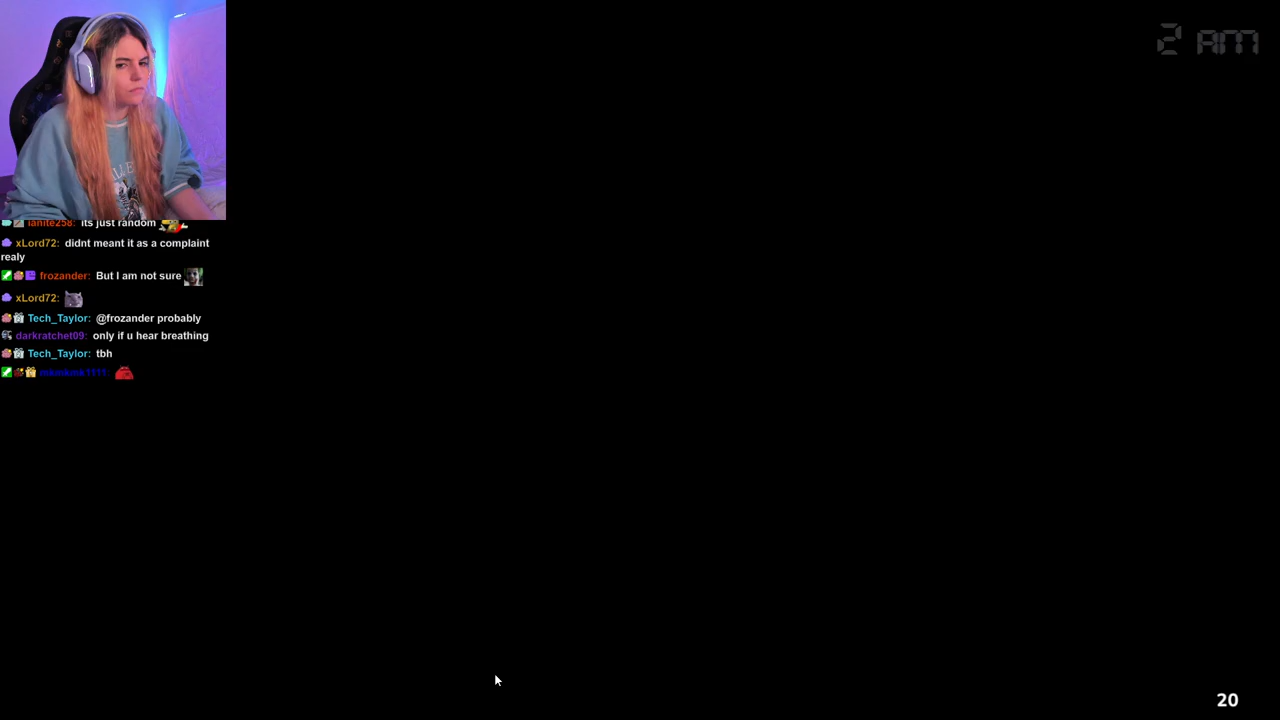 2 AM
ianite258: its just random
xLord72: didnt meant it as a complaint
realy
frozander: But I am not sure
xLord72:
Tech_Taylor: @frozander probably
darkratchet09: only if u hear breathing
Tech_Taylor: tbh
20